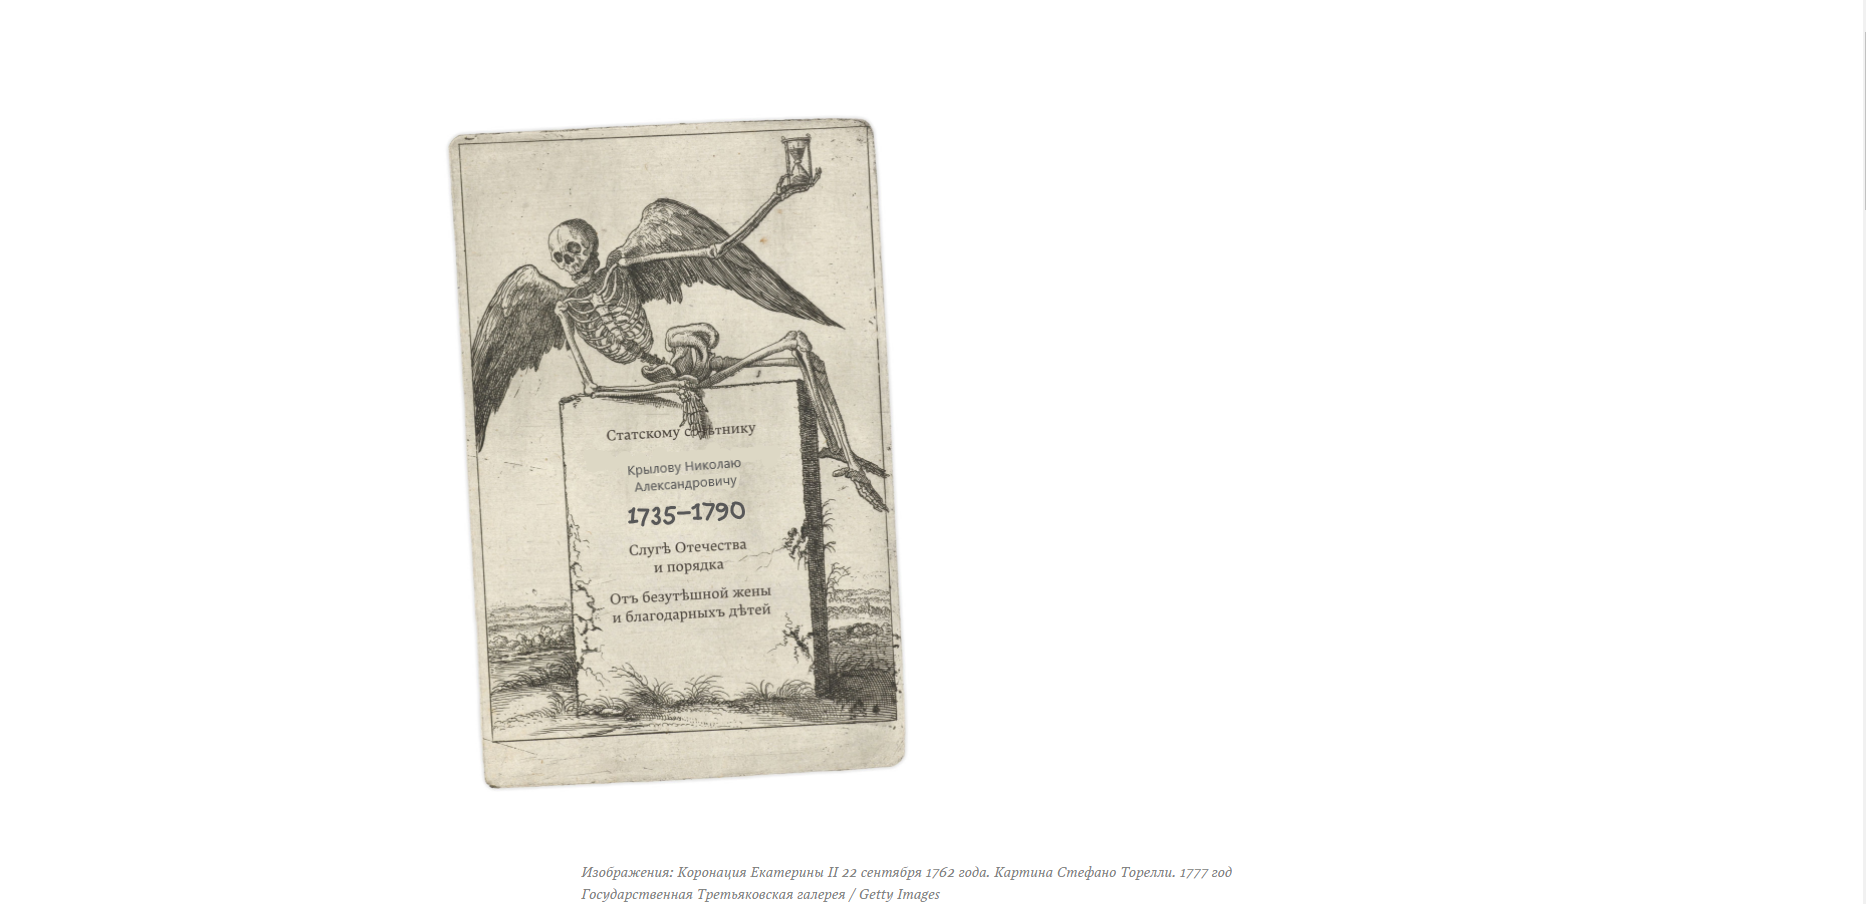 Статскому совѣтнику
Крылову Николаю
Александровичу
1735–1790
Слугѣ Отечества
и порядка
Отъ безутѣшной жены
и благодарныхъ дѣтей
Изображения: Коронация Екатерины II 22 сентября 1762 года. Картина Стефано Торелли. 1777 год
Государственная Третьяковская галерея / Getty Images